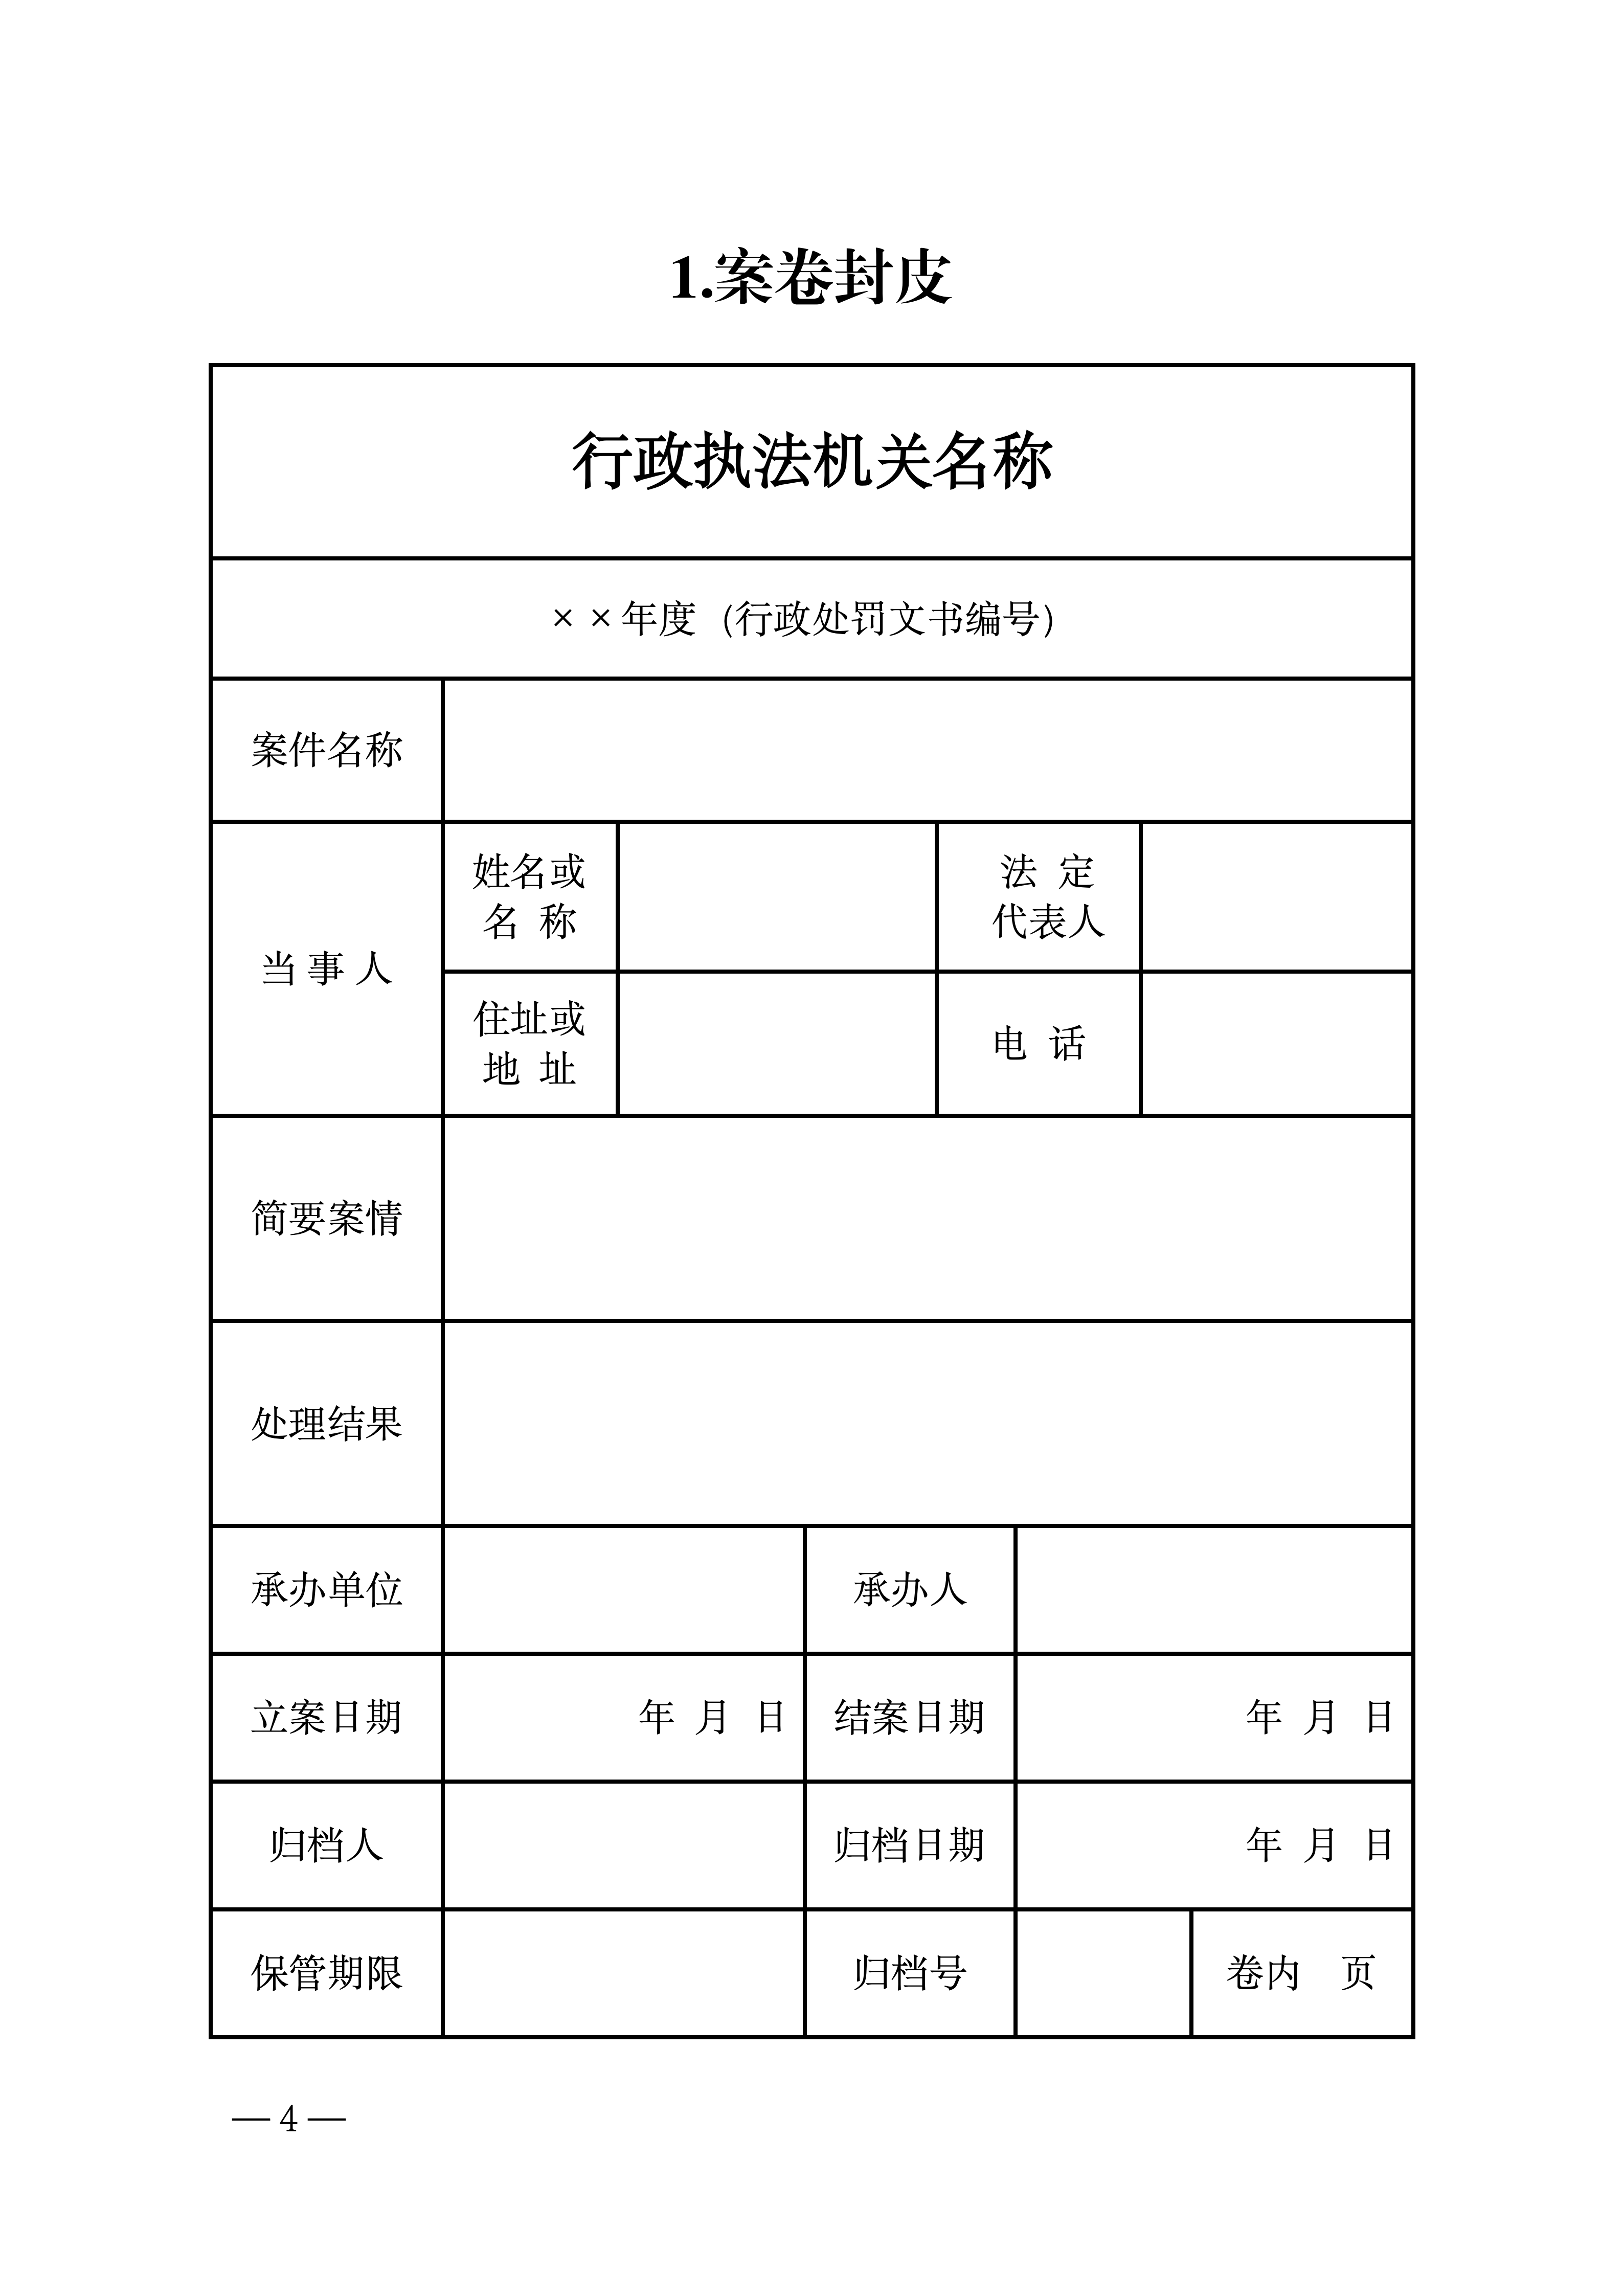 1.案卷封皮
行政执法机关名称
××年度（行政处罚文书编号）
案件名称
当 事 人
姓名或
名 称
法 定
代表人
住址或
地 址
电 话
简要案情
处理结果
承办单位
承办人
立案日期
年 月 日
结案日期
年 月 日
归档人
归档日期
年 月 日
保管期限
归档号
卷内 页
— 4 —